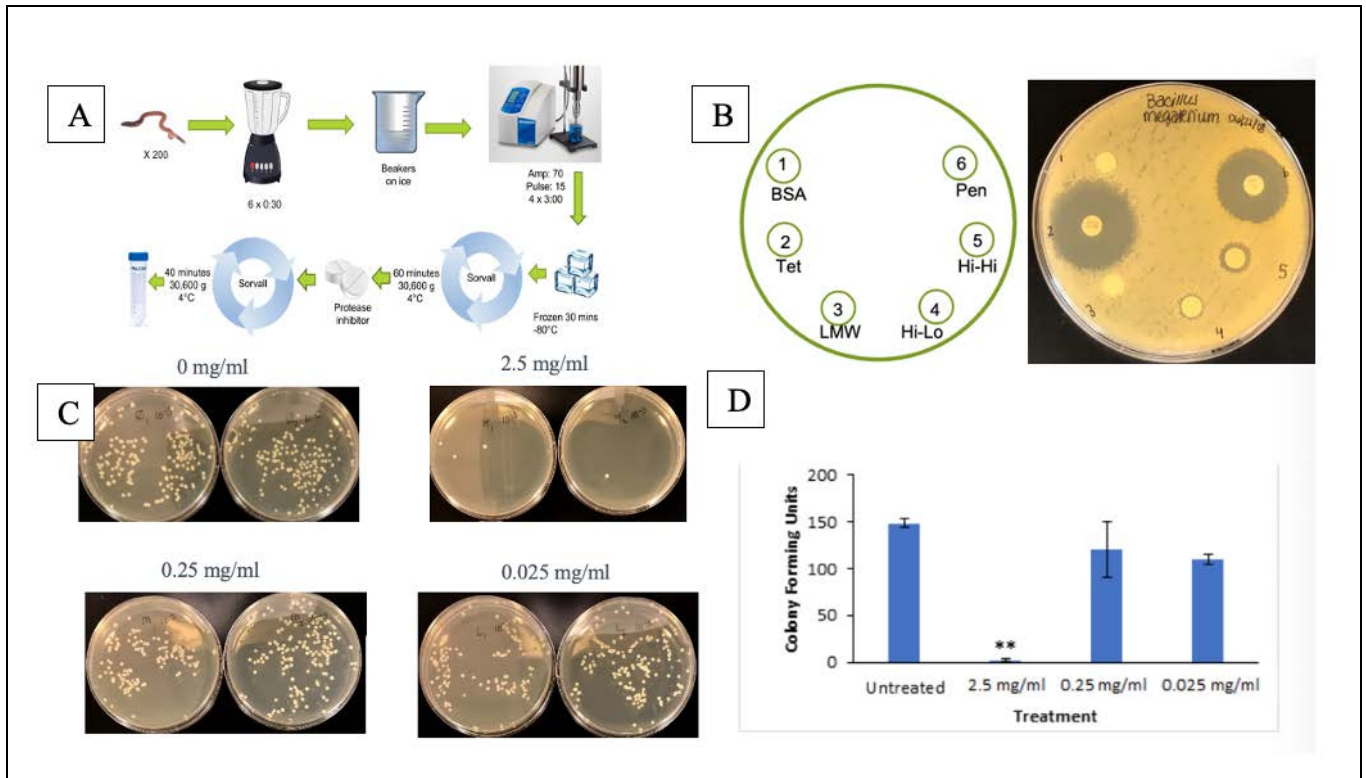 A
X 200
6 x 0:30
Beakers
on ice
Amp: 70
Pulse: 15
4 x 3:00
40 minutes
30,600 g
4°C
Sorvall
Protease
inhibitor
60 minutes
30,600 g
4°C
Sorvall
Frozen 30 mins
-80°C
B
1
BSA
2
Tet
3
LMW
4
Hi-Lo
5
Hi-Hi
6
Pen
Bacillus
megaterium
1
2
3
4
5
6
C
0 mg/ml
2.5 mg/ml
0.25 mg/ml
0.025 mg/ml
D
Colony Forming Units
200
150
100
50
0
**
Untreated
2.5 mg/ml
0.25 mg/ml
0.025 mg/ml
Treatment